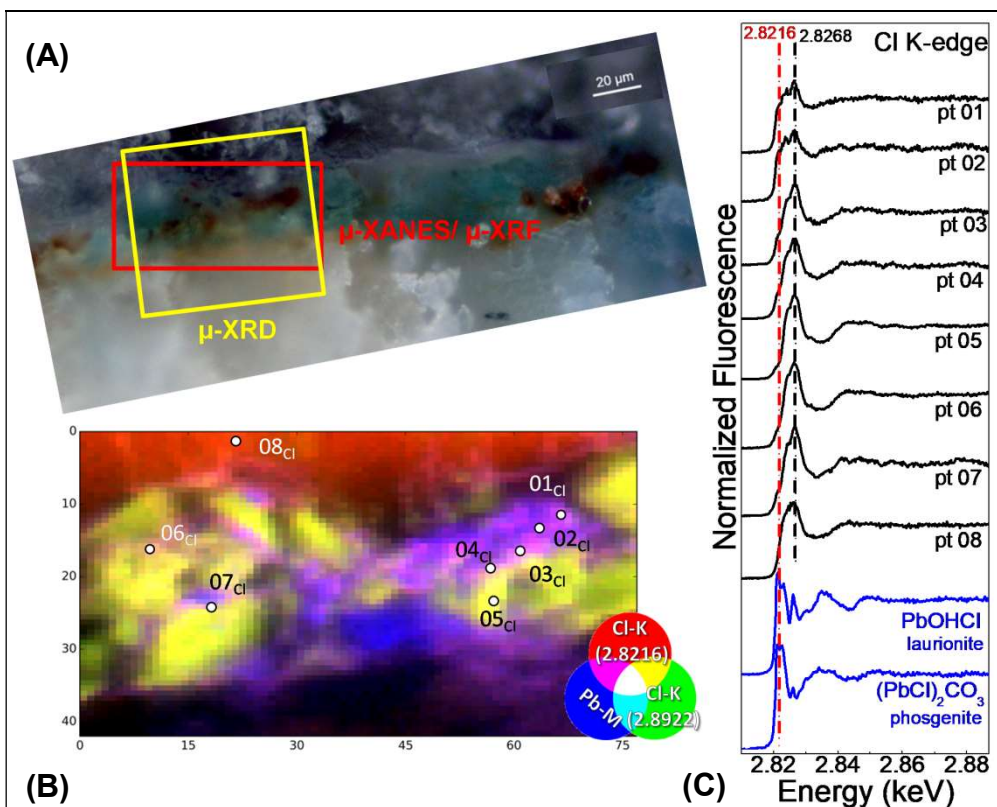 (A)
20 µm
µ-XANES/ µ-XRF
µ-XRD
0
10
20
30
40
0
15
30
45
60
75
08Cl
01Cl
06Cl
02Cl
04Cl
03Cl
07Cl
05Cl
Cl-K
(2.8216)
Pb-M
Cl-K
(2.8922)
(B)
2.8216
2.8268
Cl K-edge
pt 01
pt 02
pt 03
pt 04
pt 05
pt 06
pt 07
pt 08
PbOHCl
laurionite
(PbCl)2CO3
phosgenite
Normalized Fluorescence
2.82 2.84 2.86 2.88
Energy (keV)
(C)